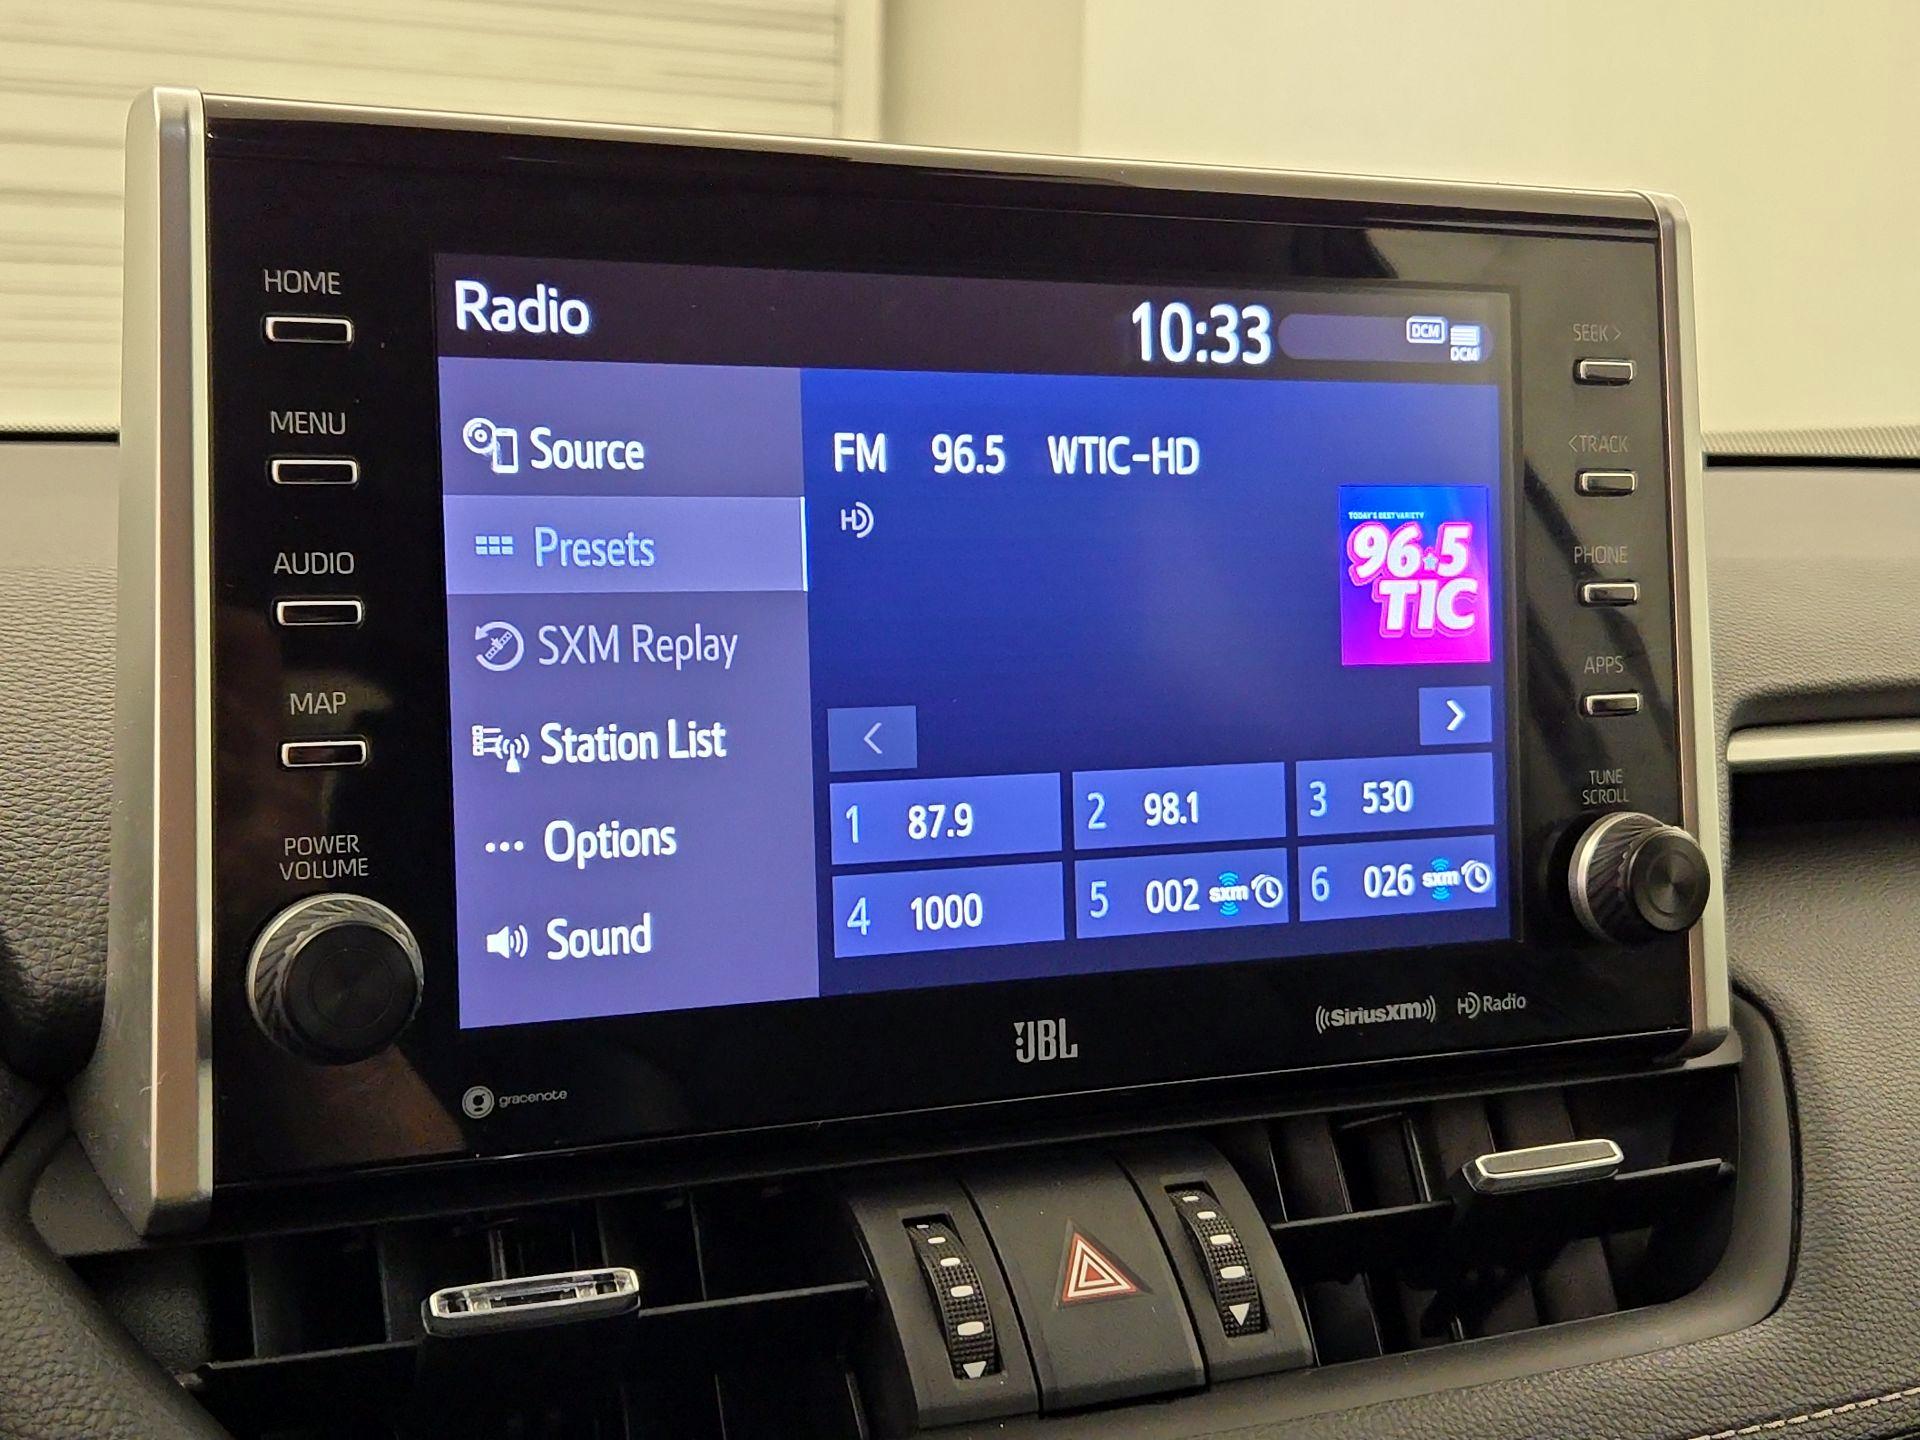 HOME
MENU
AUDIO
MAP
POWER
VOLUME
Radio
10:33
DCM
DCM
Source
Presets
SXM Replay
Station List
Options
Sound
FM 96.5 WTIC-HD
HD
TODAY'S BEST VARIETY
96.5
TIC
<
>
1 87.9
2 98.1
3 530
4 1000
5 002 sxm
6 026 sxm
SEEK >
< TRACK
PHONE
APPS
TUNE
SCROLL
gracenote
JBL
SiriusXM
HD Radio